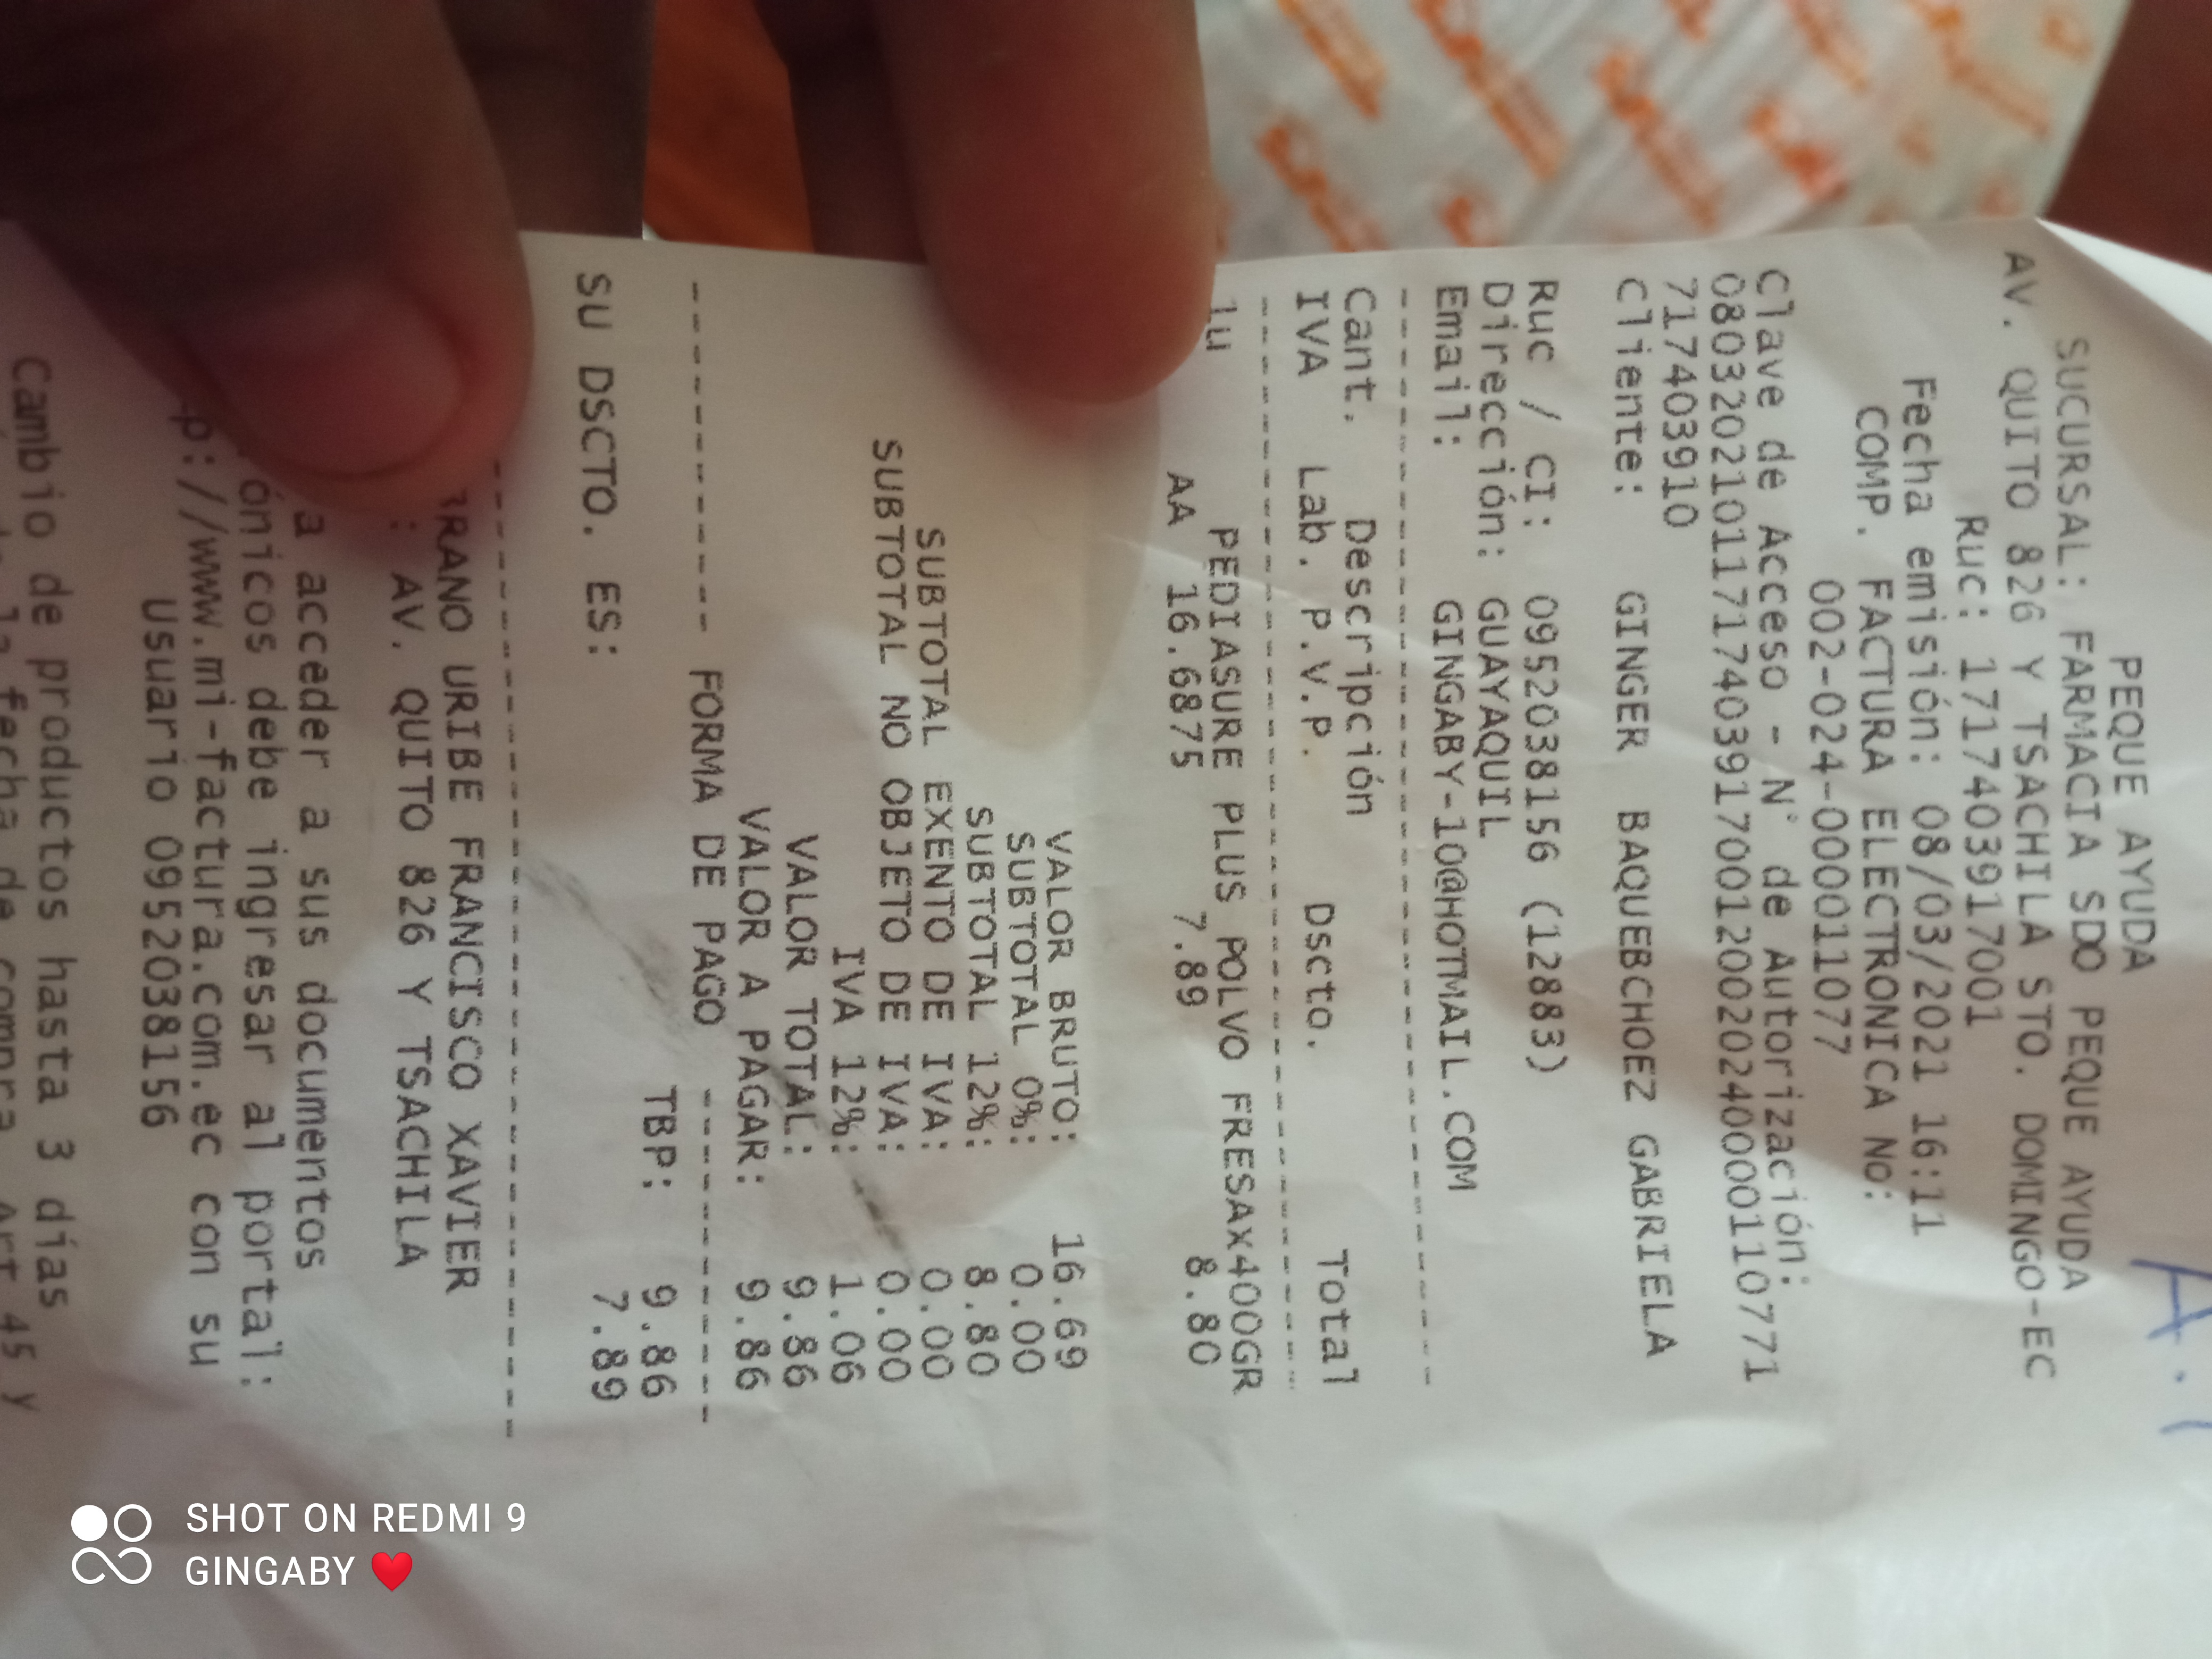 PEQUE AYUDA
SUCURSAL: FARMACIA SDO PEQUE AYUDA
AV. QUITO 826 Y TSACHILA STO. DOMINGO-EC
Ruc: 1717403917001
Fecha emisión: 08/03/2021 16:11
COMP. FACTURA ELECTRONICA No:
002-024-000011077
Clave de Acceso - N° de Autorización:
0803202101171740391700120020240000110771
717403910
Cliente: GINGER BAQUEBCHOEZ GABRIELA
Ruc / CI: 0952038156 (12883)
Dirección: GUAYAQUIL
Email: GINGABY-10@HOTMAIL.COM
Cant. Descripción
IVA Lab. P.V.P. Dscto. Total
1u PEDIASURE PLUS POLVO FRESAX400GR
AA 16.6875 7.89 8.80
VALOR BRUTO: 16.69
SUBTOTAL 0%: 0.00
SUBTOTAL 12%: 8.80
SUBTOTAL EXENTO DE IVA: 0.00
SUBTOTAL NO OBJETO DE IVA: 0.00
IVA 12%: 1.06
VALOR TOTAL: 9.86
VALOR A PAGAR: 9.86
---------- FORMA DE PAGO ----------
TBP: 9.86
SU DSCTO. ES: 7.89
RANO URIBE FRANCISCO XAVIER
: AV. QUITO 826 Y TSACHILA
a acceder a sus documentos
ónicos debe ingresar al portal:
p://www.mi-factura.com.ec con su
Usuario 0952038156
Cambio de productos hasta 3 días
la fecha de compra. Art 45 y
SHOT ON REDMI 9
GINGABY ❤️